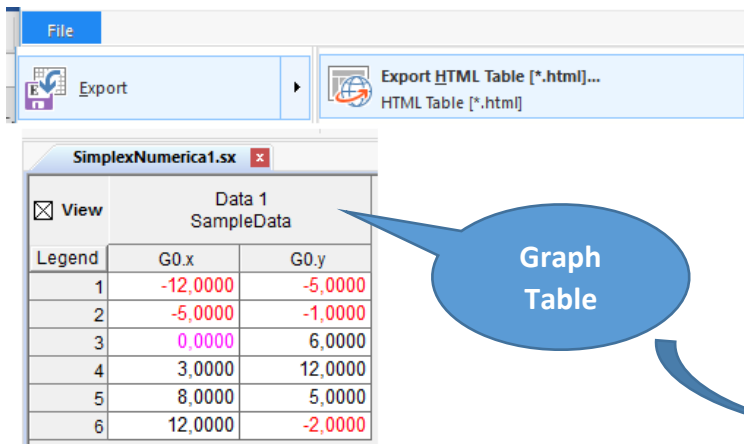 File
Export
Export HTML Table [*.html]...
HTML Table [*.html]
SimplexNumerica1.sx
View
Data 1
SampleData
Legend G0.x G0.y
1 -12,0000 -5,0000
2 -5,0000 -1,0000
3 0,0000 6,0000
4 3,0000 12,0000
5 8,0000 5,0000
6 12,0000 -2,0000
Graph
Table